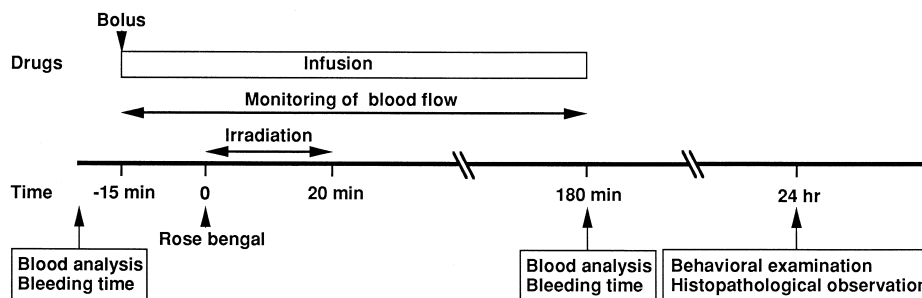 Bolus
Drugs
Infusion
Monitoring of blood flow
Irradiation
Time
-15 min
0
20 min
180 min
24 hr
Rose bengal
Blood analysis
Bleeding time
Blood analysis
Bleeding time
Behavioral examination
Histopathological observation